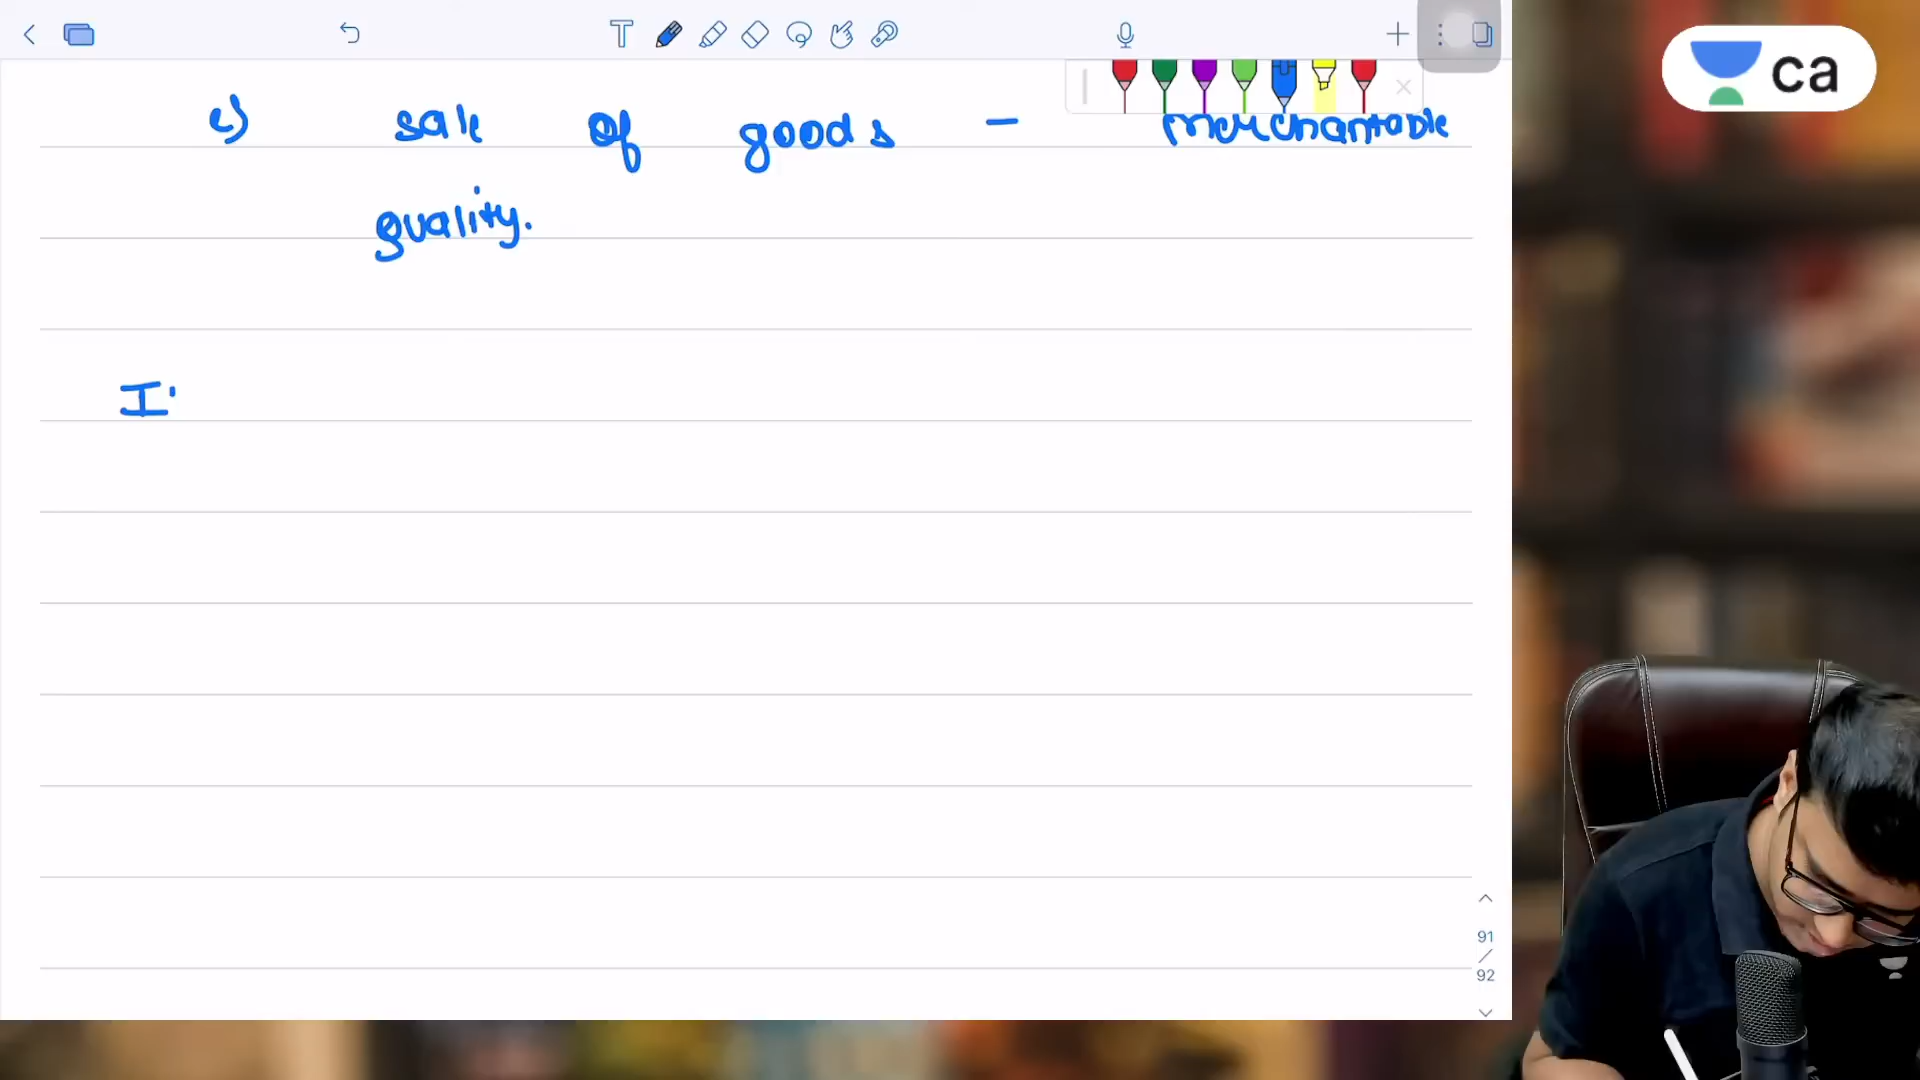 ca
c) sale of goods - merchantable
quality.
I
91
/
92